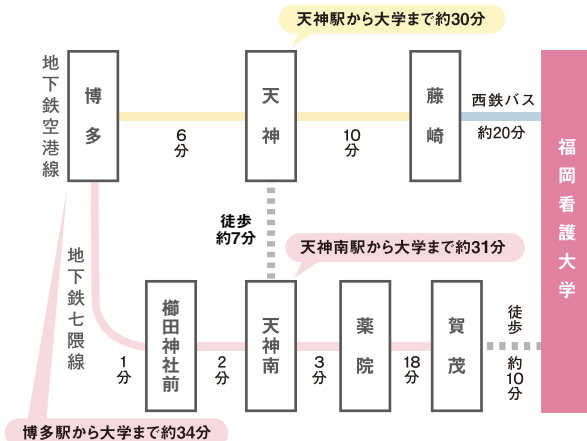 天神駅から大学まで約30分
地下鉄空港線
博多
6分
天神
10分
藤崎
西鉄バス
約20分
福岡看護大学
徒歩
約7分
天神南駅から大学まで約31分
地下鉄七隈線
1分
櫛田神社前
2分
天神南
3分
薬院
18分
賀茂
徒歩
約10分
博多駅から大学まで約34分